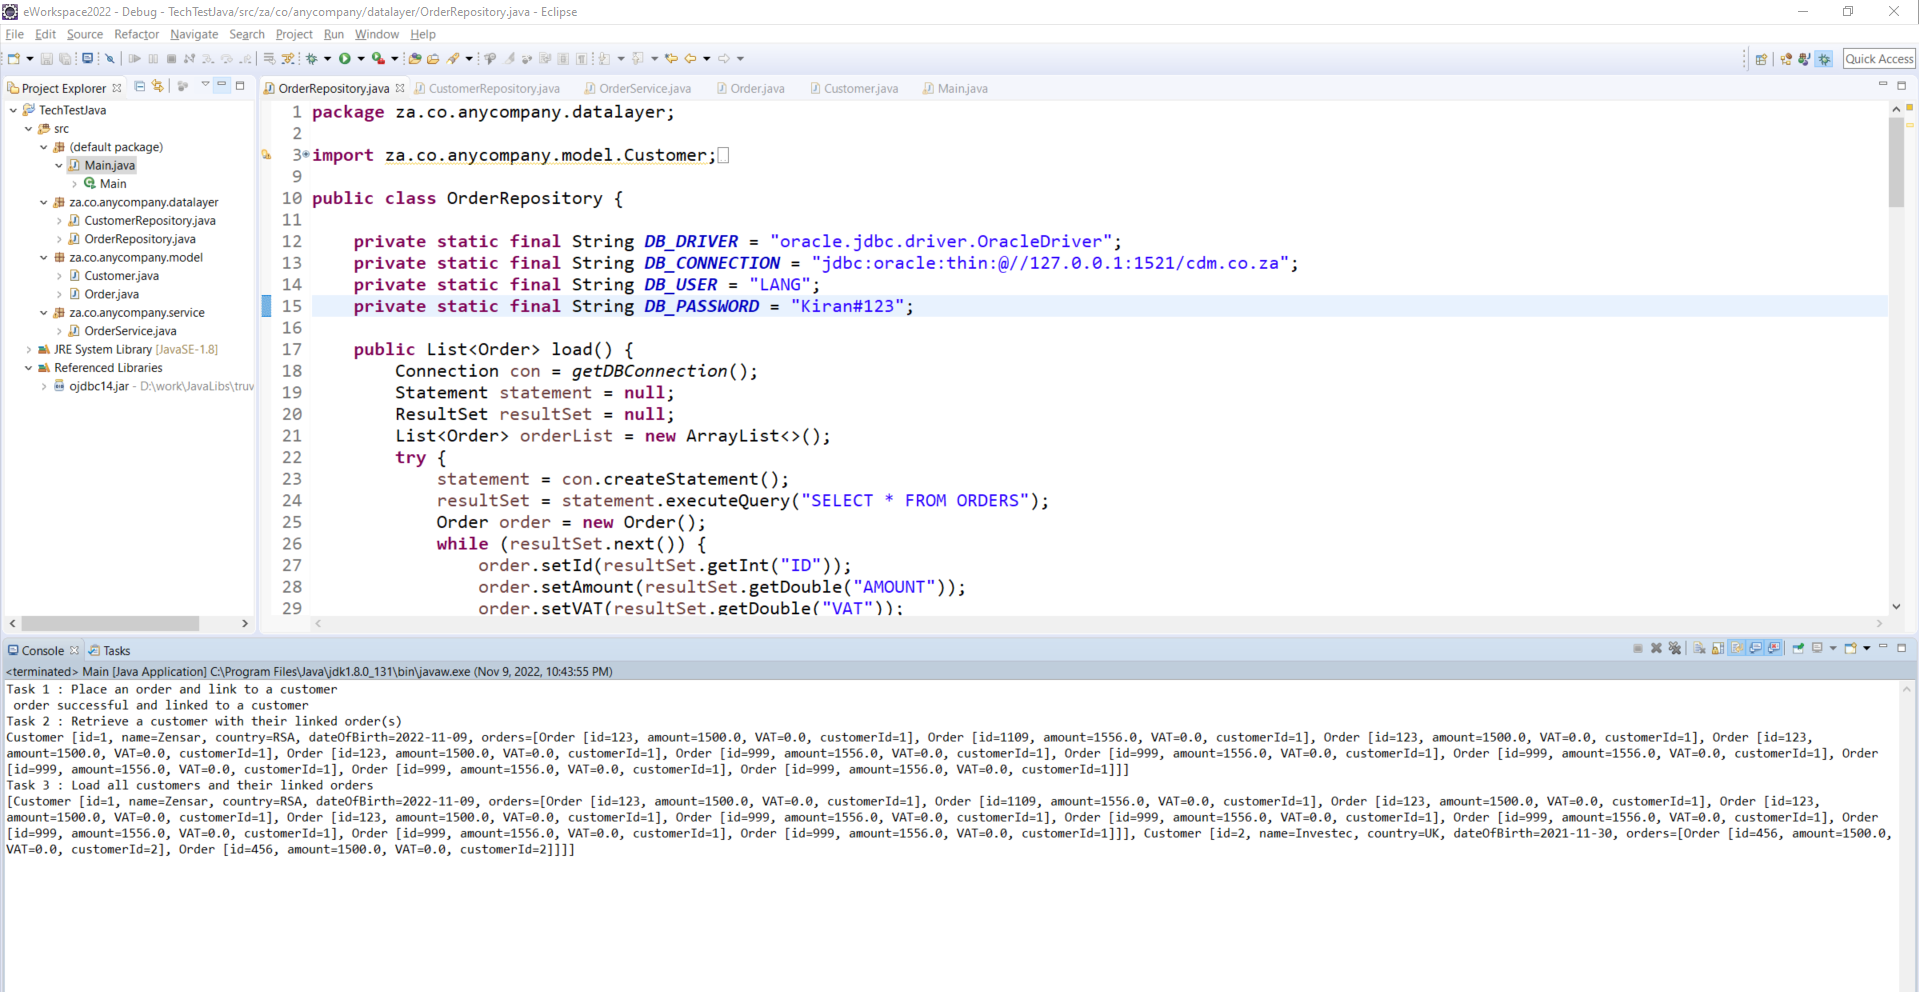 eWorkspace2022 - Debug - TechTestJava/src/za/co/anycompany/datalayer/OrderRepository.java - Eclipse
File Edit Source Refactor Navigate Search Project Run Window Help
Quick Access
Project Explorer
TechTestJava
src
(default package)
Main.java
Main
za.co.anycompany.datalayer
CustomerRepository.java
OrderRepository.java
za.co.anycompany.model
Customer.java
Order.java
za.co.anycompany.service
OrderService.java
JRE System Library [JavaSE-1.8]
Referenced Libraries
ojdbc14.jar - D:\work\JavaLibs\truv
OrderRepository.java CustomerRepository.java OrderService.java Order.java Customer.java Main.java
1 package za.co.anycompany.datalayer;
2
3 import za.co.anycompany.model.Customer;
9
10 public class OrderRepository {
11
12 private static final String DB_DRIVER = "oracle.jdbc.driver.OracleDriver";
13 private static final String DB_CONNECTION = "jdbc:oracle:thin:@//127.0.0.1:1521/cdm.co.za";
14 private static final String DB_USER = "LANG";
15 private static final String DB_PASSWORD = "Kiran#123";
16
17 public List<Order> load() {
18 Connection con = getDBConnection();
19 Statement statement = null;
20 ResultSet resultSet = null;
21 List<Order> orderList = new ArrayList<>();
22 try {
23 statement = con.createStatement();
24 resultSet = statement.executeQuery("SELECT * FROM ORDERS");
25 Order order = new Order();
26 while (resultSet.next()) {
27 order.setId(resultSet.getInt("ID"));
28 order.setAmount(resultSet.getDouble("AMOUNT"));
29 order.setVAT(resultSet.getDouble("VAT"));
Console Tasks
<terminated> Main [Java Application] C:\Program Files\Java\jdk1.8.0_131\bin\javaw.exe (Nov 9, 2022, 10:43:55 PM)
Task 1 : Place an order and link to a customer
order successful and linked to a customer
Task 2 : Retrieve a customer with their linked order(s)
Customer [id=1, name=Zensar, country=RSA, dateOfBirth=2022-11-09, orders=[Order [id=123, amount=1500.0, VAT=0.0, customerId=1], Order [id=1109, amount=1556.0, VAT=0.0, customerId=1], Order [id=123, amount=1500.0, VAT=0.0, customerId=1], Order [id=123,
amount=1500.0, VAT=0.0, customerId=1], Order [id=123, amount=1500.0, VAT=0.0, customerId=1], Order [id=999, amount=1556.0, VAT=0.0, customerId=1], Order [id=999, amount=1556.0, VAT=0.0, customerId=1], Order [id=999, amount=1556.0, VAT=0.0, customerId=1], Order
[id=999, amount=1556.0, VAT=0.0, customerId=1], Order [id=999, amount=1556.0, VAT=0.0, customerId=1], Order [id=999, amount=1556.0, VAT=0.0, customerId=1]]]
Task 3 : Load all customers and their linked orders
[Customer [id=1, name=Zensar, country=RSA, dateOfBirth=2022-11-09, orders=[Order [id=123, amount=1500.0, VAT=0.0, customerId=1], Order [id=1109, amount=1556.0, VAT=0.0, customerId=1], Order [id=123, amount=1500.0, VAT=0.0, customerId=1], Order [id=123,
amount=1500.0, VAT=0.0, customerId=1], Order [id=123, amount=1500.0, VAT=0.0, customerId=1], Order [id=999, amount=1556.0, VAT=0.0, customerId=1], Order [id=999, amount=1556.0, VAT=0.0, customerId=1], Order [id=999, amount=1556.0, VAT=0.0, customerId=1], Order
[id=999, amount=1556.0, VAT=0.0, customerId=1], Order [id=999, amount=1556.0, VAT=0.0, customerId=1], Order [id=999, amount=1556.0, VAT=0.0, customerId=1]]], Customer [id=2, name=Investec, country=UK, dateOfBirth=2021-11-30, orders=[Order [id=456, amount=1500.0,
VAT=0.0, customerId=2], Order [id=456, amount=1500.0, VAT=0.0, customerId=2]]]]